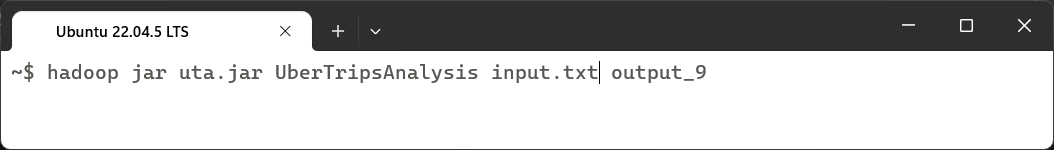 Ubuntu 22.04.5 LTS
~$ hadoop jar uta.jar UberTripsAnalysis input.txt output_9